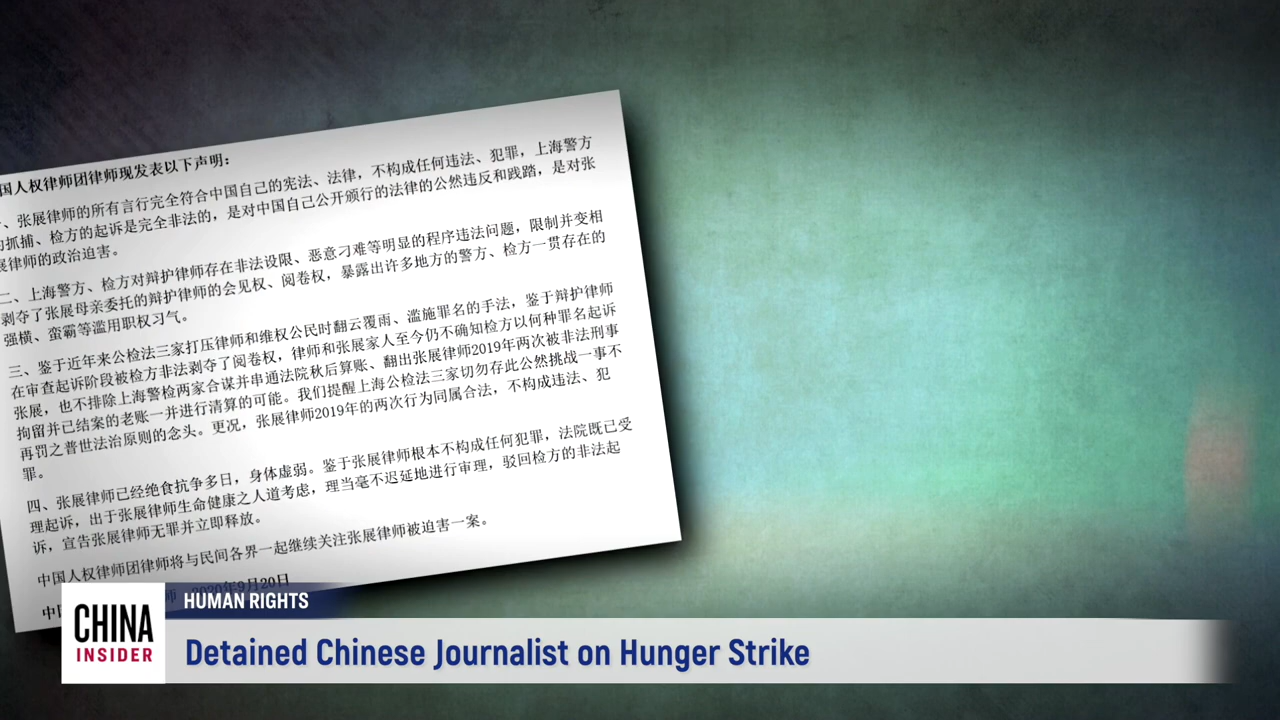 国人权律师团律师现发表以下声明：
、张展律师的所有言行完全符合中国自己的宪法、法律，不构成任何违法、犯罪，上海警方
的抓捕、检方的起诉是完全非法的，是对中国自己公开颁行的法律的公然违反和践踏，是对张
展律师的政治迫害。
二、上海警方、检方对辩护律师存在非法设限、恶意刁难等明显的程序违法问题，限制并变相
剥夺了张展母亲委托的辩护律师的会见权、阅卷权，暴露出许多地方的警方、检方一贯存在的
强横、蛮霸等滥用职权习气。
三、鉴于近年来公检法三家打压律师和维权公民时翻云覆雨、滥施罪名的手法，鉴于辩护律师
在审查起诉阶段被检方非法剥夺了阅卷权，律师和张展家人至今仍不确知检方以何种罪名起诉
张展，也不排除上海警检两家合谋并串通法院秋后算账、翻出张展律师2019年两次被非法刑事
拘留并已结案的老账一并进行清算的可能。我们提醒上海公检法三家切勿存此公然挑战一事不
再罚之普世法治原则的念头。更况，张展律师2019年的两次行为同属合法，不构成违法、犯
罪。
四、张展律师已经绝食抗争多日，身体虚弱。鉴于张展律师根本不构成任何犯罪，法院既已受
理起诉，出于张展律师生命健康之人道考虑，理当毫不迟延地进行审理，驳回检方的非法起
诉，宣告张展律师无罪并立即释放。
中国人权律师团律师将与民间各界一起继续关注张展律师被迫害一案。
中 师 2020年9月20日
HUMAN RIGHTS
CHINA
INSIDER
Detained Chinese Journalist on Hunger Strike